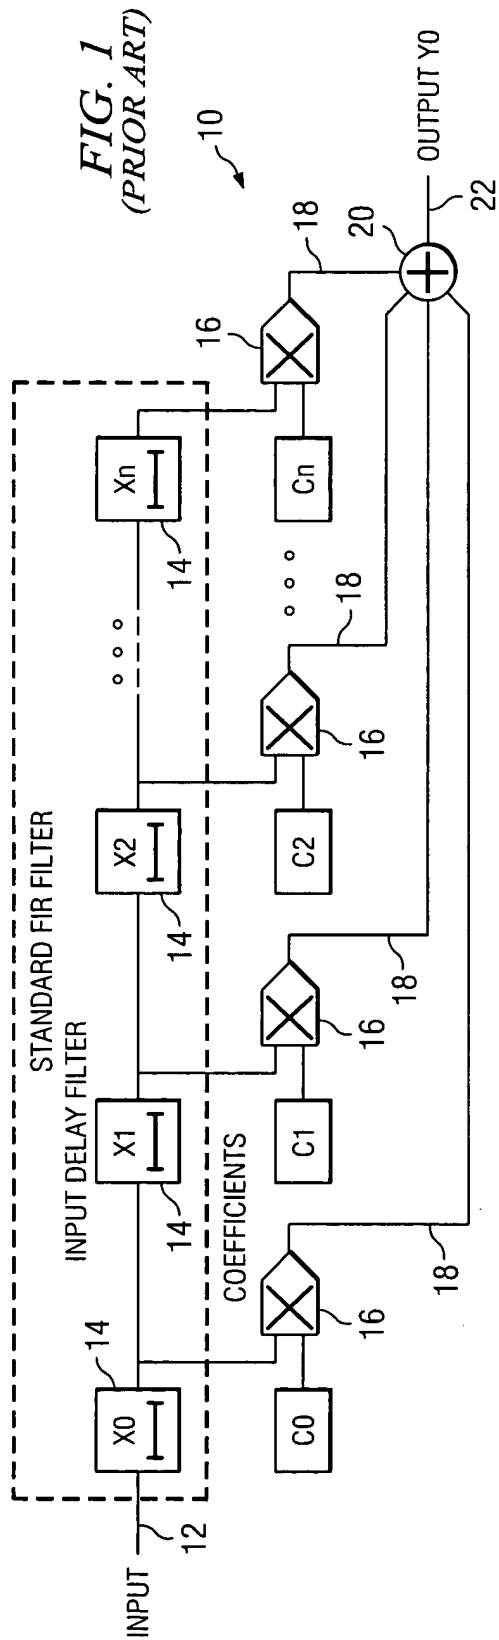 FIG. 1
(PRIOR ART)
10
STANDARD FIR FILTER
INPUT DELAY FILTER
INPUT
12
X0
14
X1
14
X2
14
Xn
14
COEFFICIENTS
C0
16
C1
16
C2
16
Cn
16
18
18
18
18
20
22
OUTPUT Y0